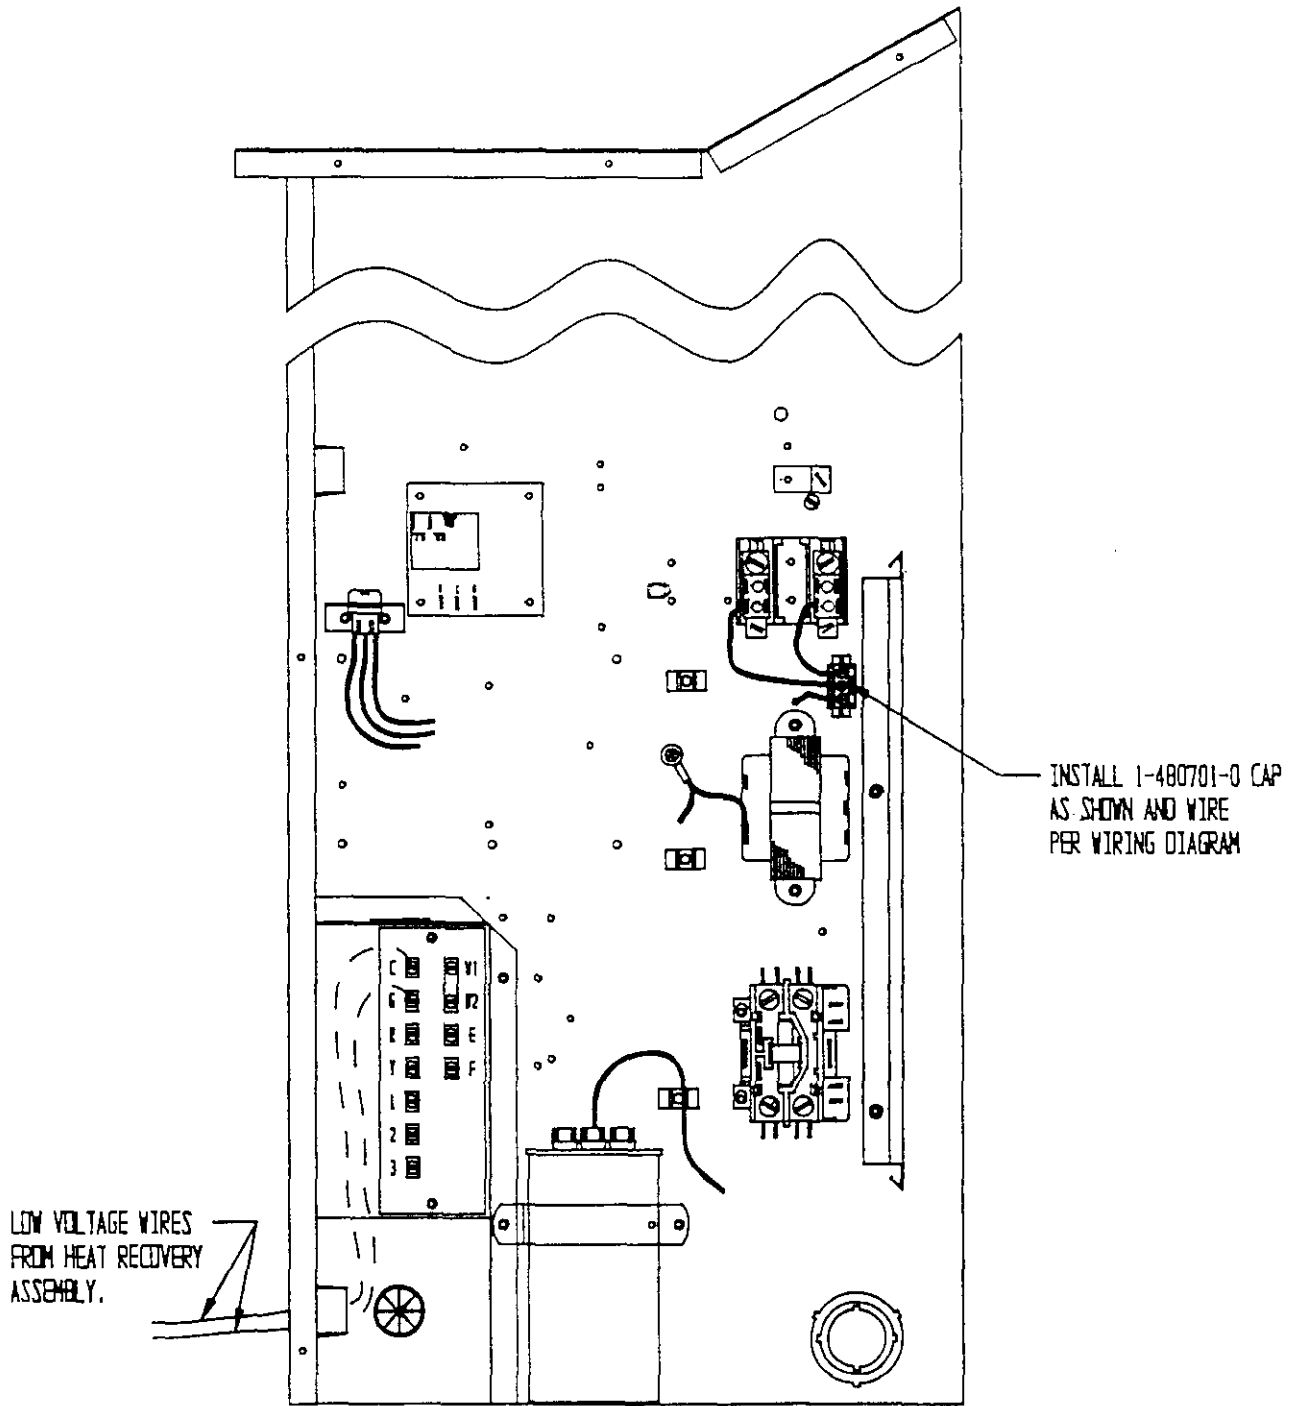 INSTALL 1-480701-0 CAP
AS SHOWN AND WIRE
PER WIRING DIAGRAM
C W1
G W2
R E
Y F
1
2
3
LOW VOLTAGE WIRES
FROM HEAT RECOVERY
ASSEMBLY.